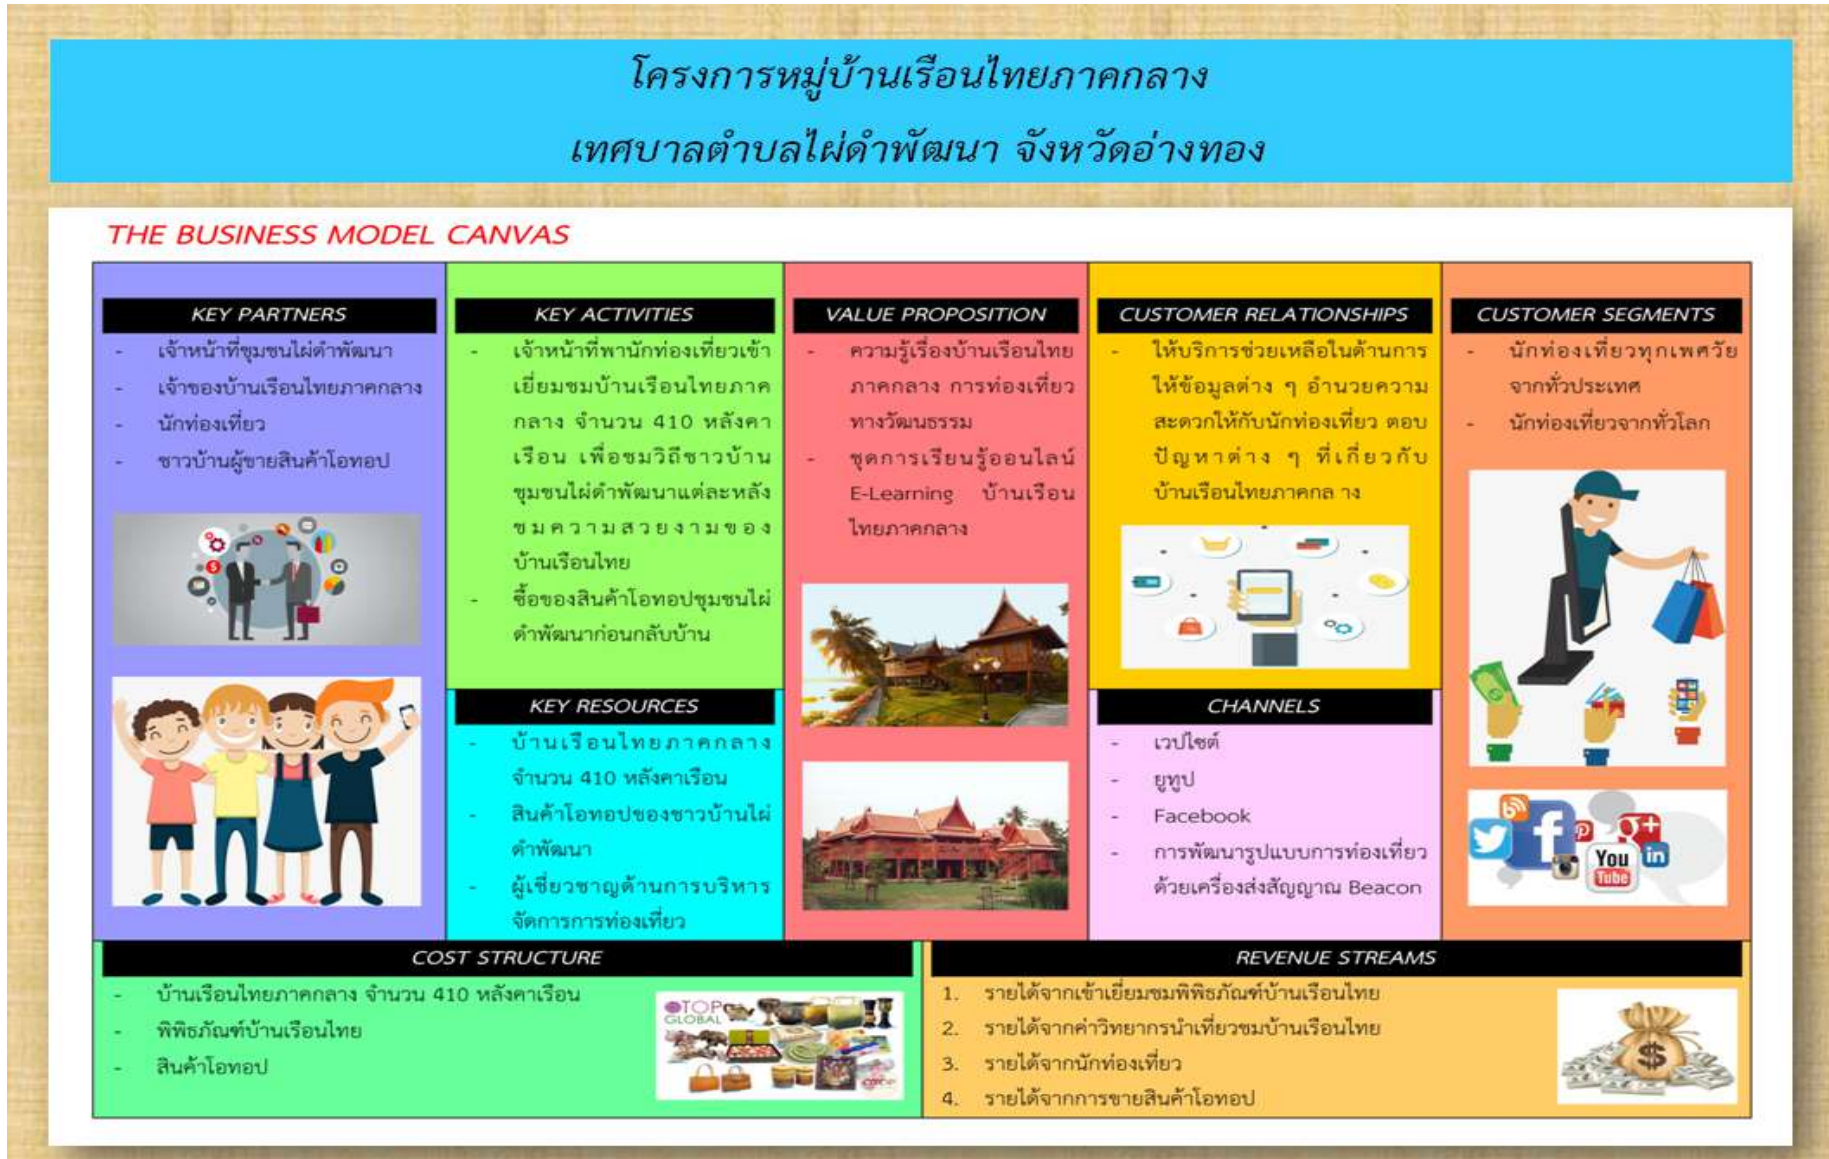 โครงการหมู่บ้านเรือนไทยภาคกลาง
เทศบาลตำบลไผ่ดำพัฒนา จังหวัดอ่างทอง
THE BUSINESS MODEL CANVAS
KEY PARTNERS
- เจ้าหน้าที่ชุมชนไผ่ดำพัฒนา
- เจ้าของบ้านเรือนไทยภาคกลาง
- นักท่องเที่ยว
- ชาวบ้านผู้ขายสินค้าโอทอป
KEY ACTIVITIES
- เจ้าหน้าที่พานักท่องเที่ยวเข้า
เยี่ยมชมบ้านเรือนไทยภาค
กลาง จำนวน 410 หลังคา
เรือน เพื่อชมวิถีชาวบ้าน
ชุมชนไผ่ดำพัฒนาแต่ละหลัง
ชมความสวยงามของ
บ้านเรือนไทย
- ซื้อของสินค้าโอทอปชุมชนไผ่
ดำพัฒนาก่อนกลับบ้าน
KEY RESOURCES
- บ้านเรือนไทยภาคกลาง
จำนวน 410 หลังคาเรือน
- สินค้าโอทอปของชาวบ้านไผ่
ดำพัฒนา
- ผู้เชี่ยวชาญด้านการบริหาร
จัดการการท่องเที่ยว
VALUE PROPOSITION
- ความรู้เรื่องบ้านเรือนไทย
ภาคกลาง การท่องเที่ยว
ทางวัฒนธรรม
- ชุดการเรียนรู้ออนไลน์
E-Learning บ้านเรือน
ไทยภาคกลาง
CUSTOMER RELATIONSHIPS
- ให้บริการช่วยเหลือในด้านการ
ให้ข้อมูลต่าง ๆ อำนวยความ
สะดวกให้กับนักท่องเที่ยว ตอบ
ปัญหาต่าง ๆ ที่เกี่ยวกับ
บ้านเรือนไทยภาคกล าง
CHANNELS
- เวปไซต์
- ยูทูป
- Facebook
- การพัฒนารูปแบบการท่องเที่ยว
ด้วยเครื่องส่งสัญญาณ Beacon
CUSTOMER SEGMENTS
- นักท่องเที่ยวทุกเพศวัย
จากทั่วประเทศ
- นักท่องเที่ยวจากทั่วโลก
You
Tube
COST STRUCTURE
- บ้านเรือนไทยภาคกลาง จำนวน 410 หลังคาเรือน
- พิพิธภัณฑ์บ้านเรือนไทย
- สินค้าโอทอป
OTOP
GLOBAL
REVENUE STREAMS
1. รายได้จากเข้าเยี่ยมชมพิพิธภัณฑ์บ้านเรือนไทย
2. รายได้จากค่าวิทยากรนำเที่ยวชมบ้านเรือนไทย
3. รายได้จากนักท่องเที่ยว
4. รายได้จากการขายสินค้าโอทอป